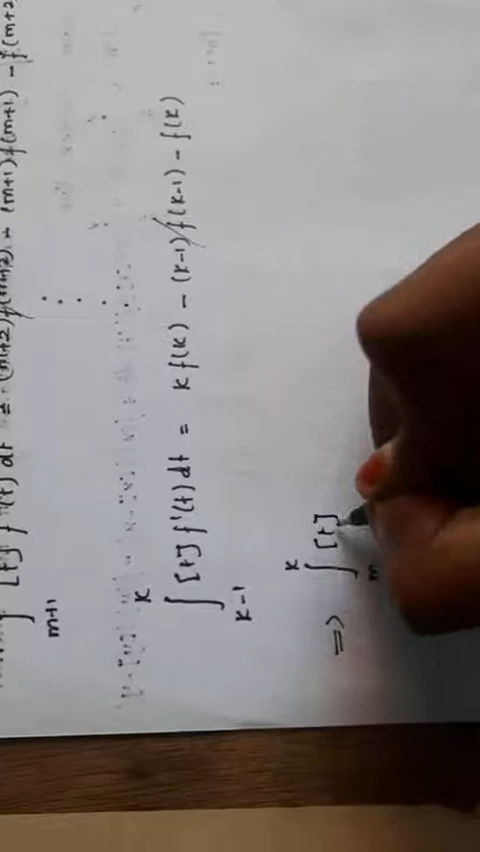 ∫_{m+1} [t] f'(t) dt = (m+2) f(m+2) - (m+1) f(m+1) - f(m+2
⋮
∫_{k-1}^{k} [t] f'(t) dt = k f(k) - (k-1) f(k-1) - f(k)
=> ∫_{m}^{k} [t]